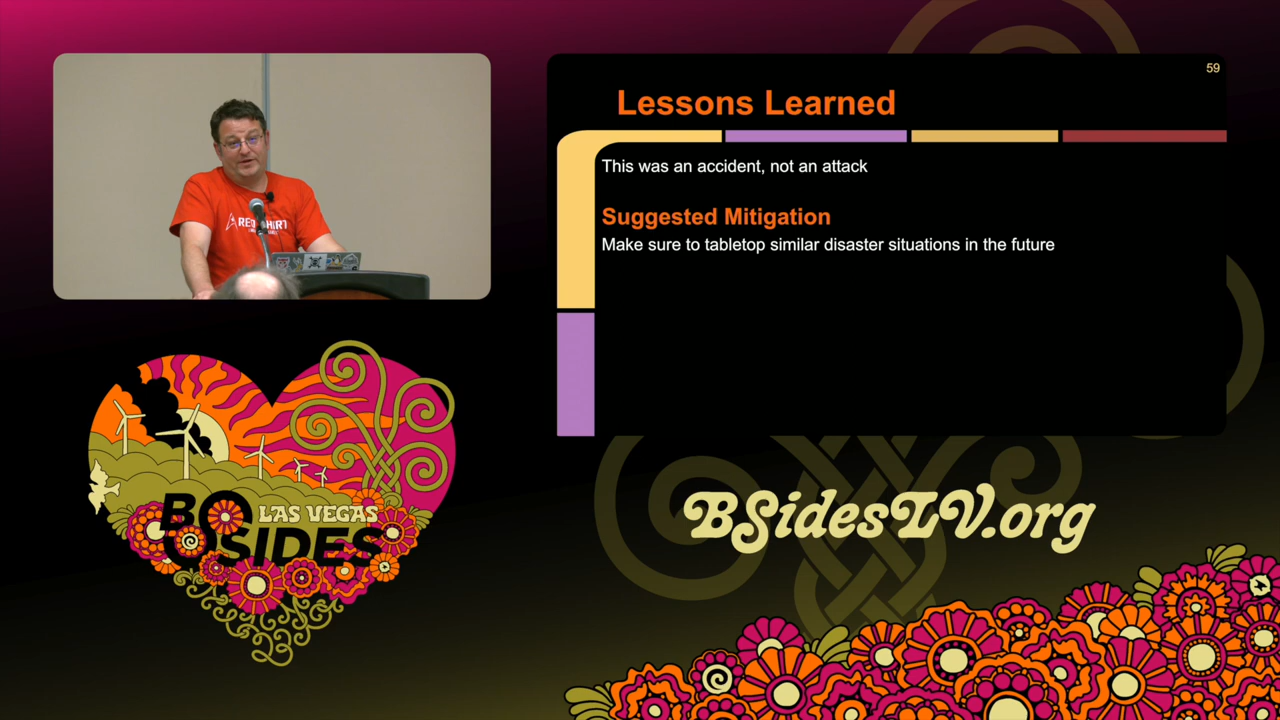 59
Lessons Learned
This was an accident, not an attack
Suggested Mitigation
Make sure to tabletop similar disaster situations in the future
LAS VEGAS
BSIDES
BSidesLV.org